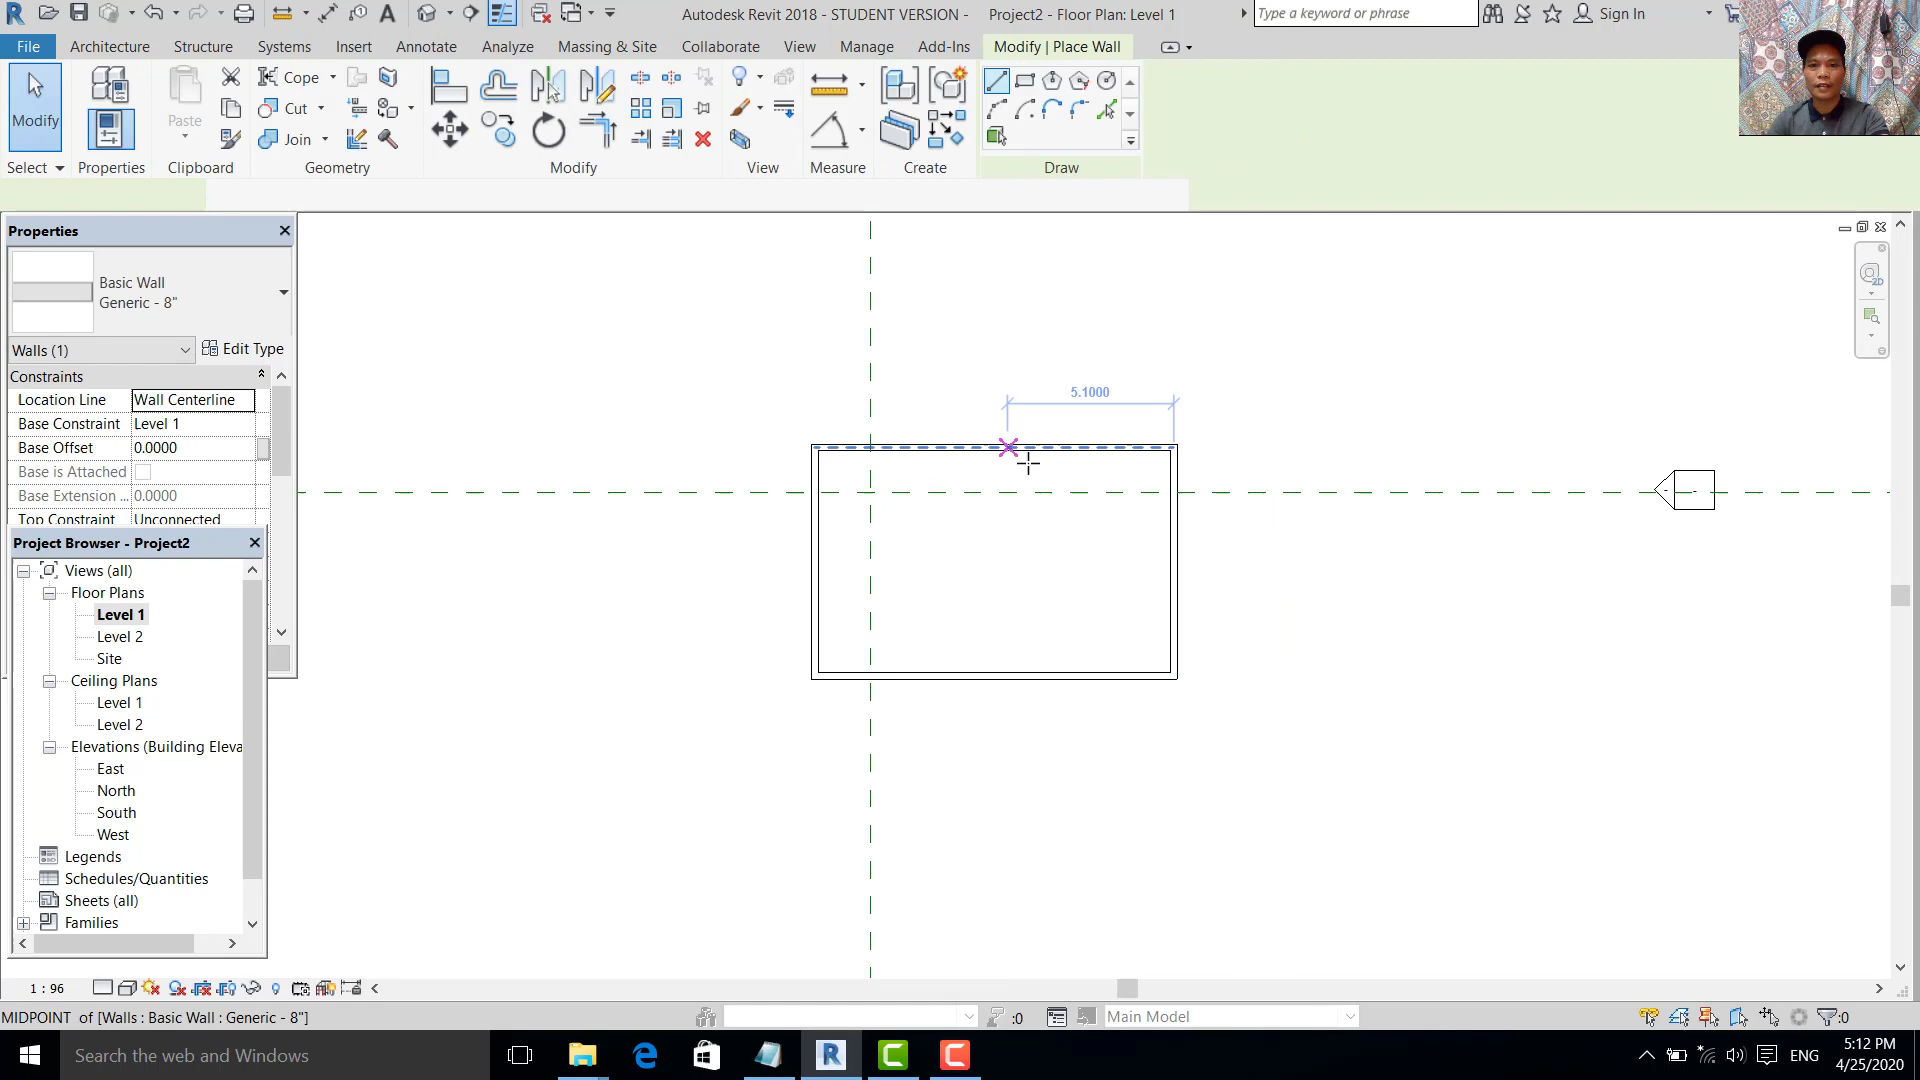 Autodesk Revit 2018 - STUDENT VERSION - Project2 - Floor Plan: Level 1
Type a keyword or phrase
Sign In
File Architecture Structure Systems Insert Annotate Analyze Massing & Site Collaborate View Manage Add-Ins Modify | Place Wall
Modify
Paste
Cope
Cut
Join
Select Properties Clipboard Geometry Modify View Measure Create Draw
Properties
Basic Wall
Generic - 8"
Walls (1)
Edit Type
Constraints
Location Line Wall Centerline
Base Constraint Level 1
Base Offset 0.0000
Base is Attached
Base Extension ... 0.0000
Top Constraint Unconnected
Project Browser - Project2
Views (all)
Floor Plans
Level 1
Level 2
Site
Ceiling Plans
Level 1
Level 2
Elevations (Building Eleva
East
North
South
West
Legends
Schedules/Quantities
Sheets (all)
Families
5.1000
2D
1 : 96
MIDPOINT of [Walls : Basic Wall : Generic - 8"]
:0
Main Model
:0
Search the web and Windows
ENG
5:12 PM
4/25/2020